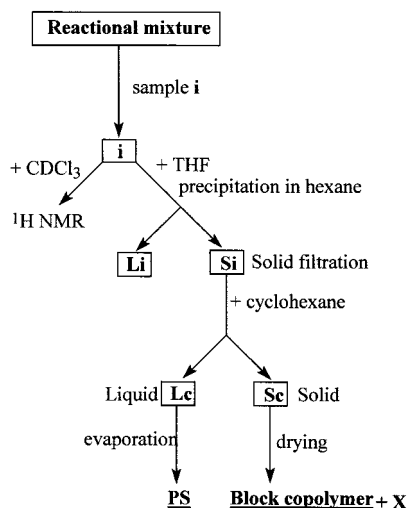 Reactional mixture
sample i
+ CDCl3
i
+ THF
precipitation in hexane
1H NMR
Li
Si
Solid filtration
+ cyclohexane
Liquid
Lc
Sc
Solid
evaporation
drying
PS
Block copolymer + X